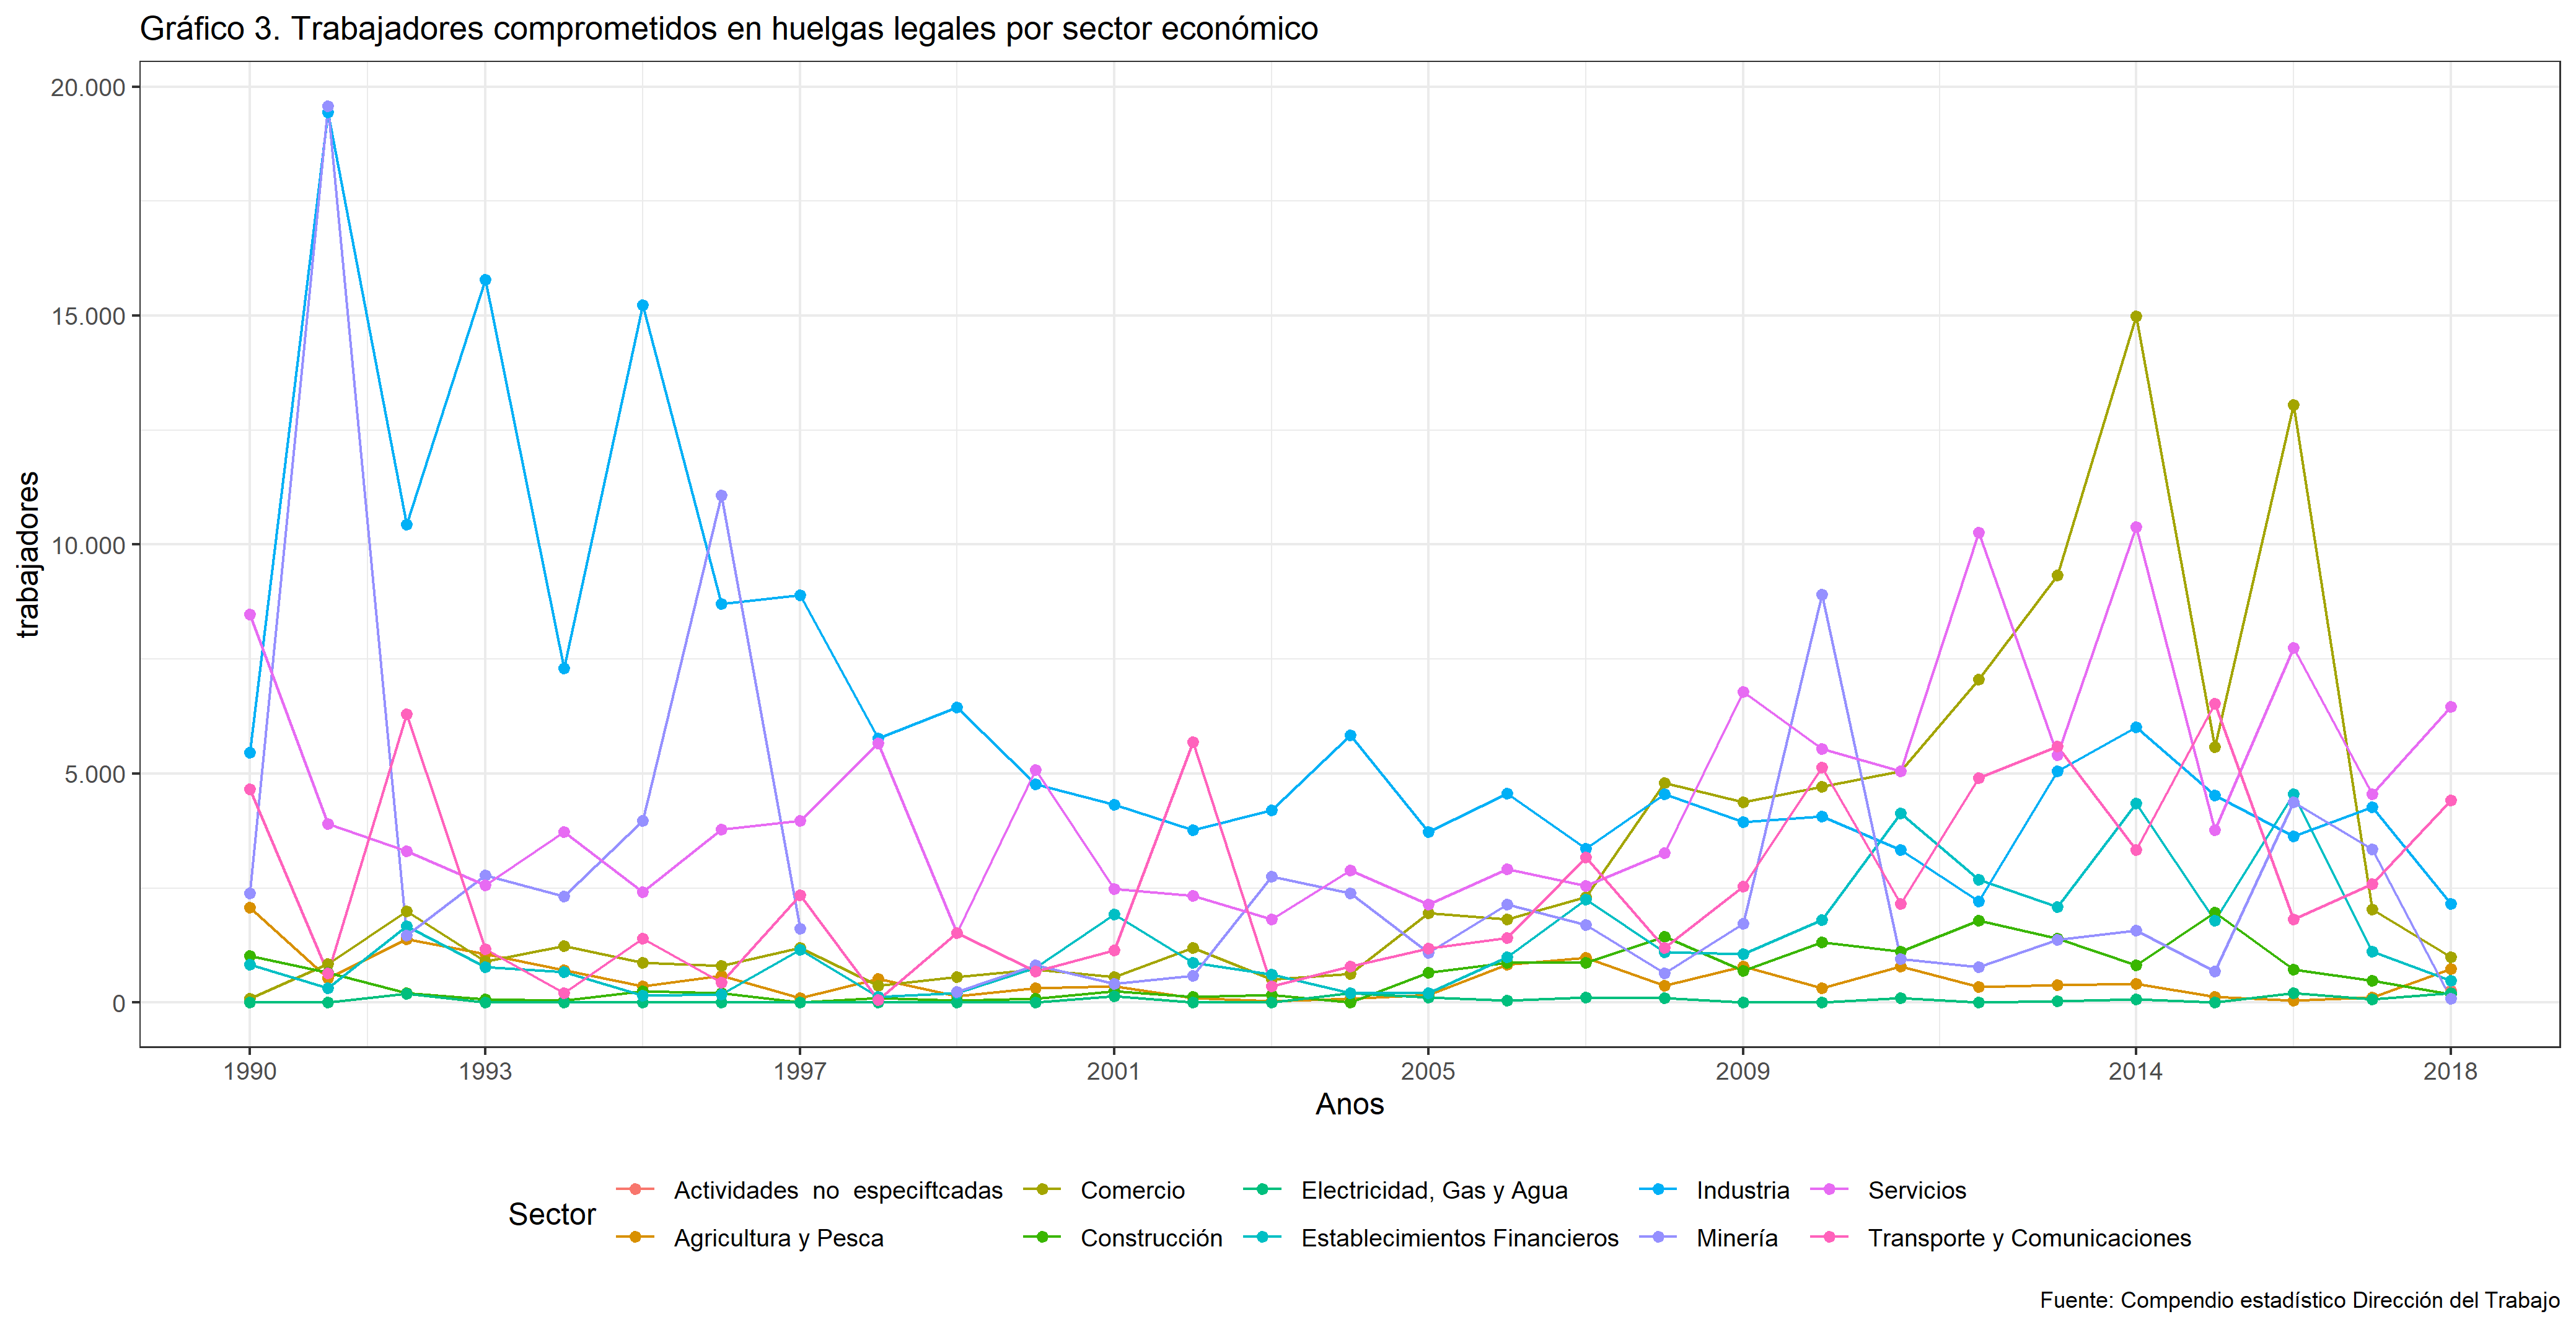 Gráfico 3. Trabajadores comprometidos en huelgas legales por sector económico
20.000
15.000
10.000
5.000
0
trabajadores
1990 1993 1997 2001 2005 2009 2014 2018
Anos
Sector
Actividades no especiftcadas Comercio Electricidad, Gas y Agua Industria Servicios
Agricultura y Pesca Construcción Establecimientos Financieros Minería Transporte y Comunicaciones
Fuente: Compendio estadístico Dirección del Trabajo